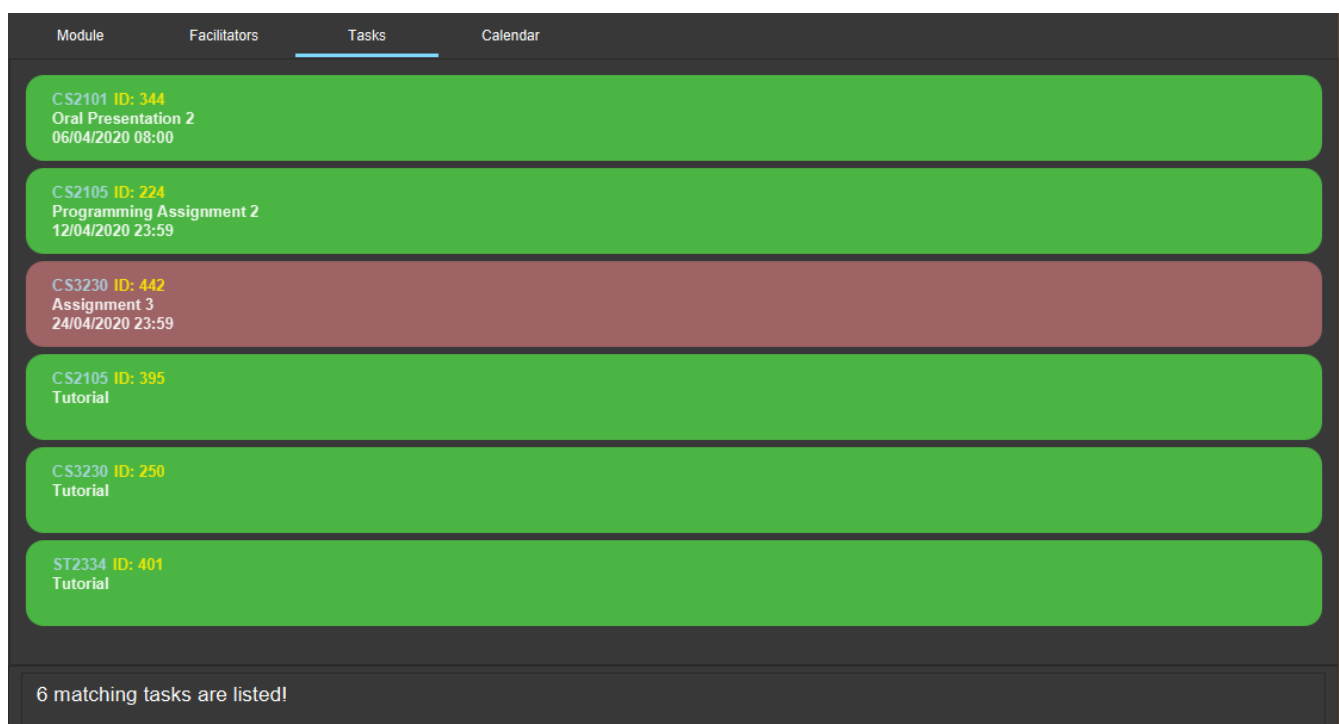 Module Facilitators Tasks Calendar
CS2101 ID: 344
Oral Presentation 2
06/04/2020 08:00
CS2105 ID: 224
Programming Assignment 2
12/04/2020 23:59
CS3230 ID: 442
Assignment 3
24/04/2020 23:59
CS2105 ID: 395
Tutorial
CS3230 ID: 250
Tutorial
ST2334 ID: 401
Tutorial
6 matching tasks are listed!